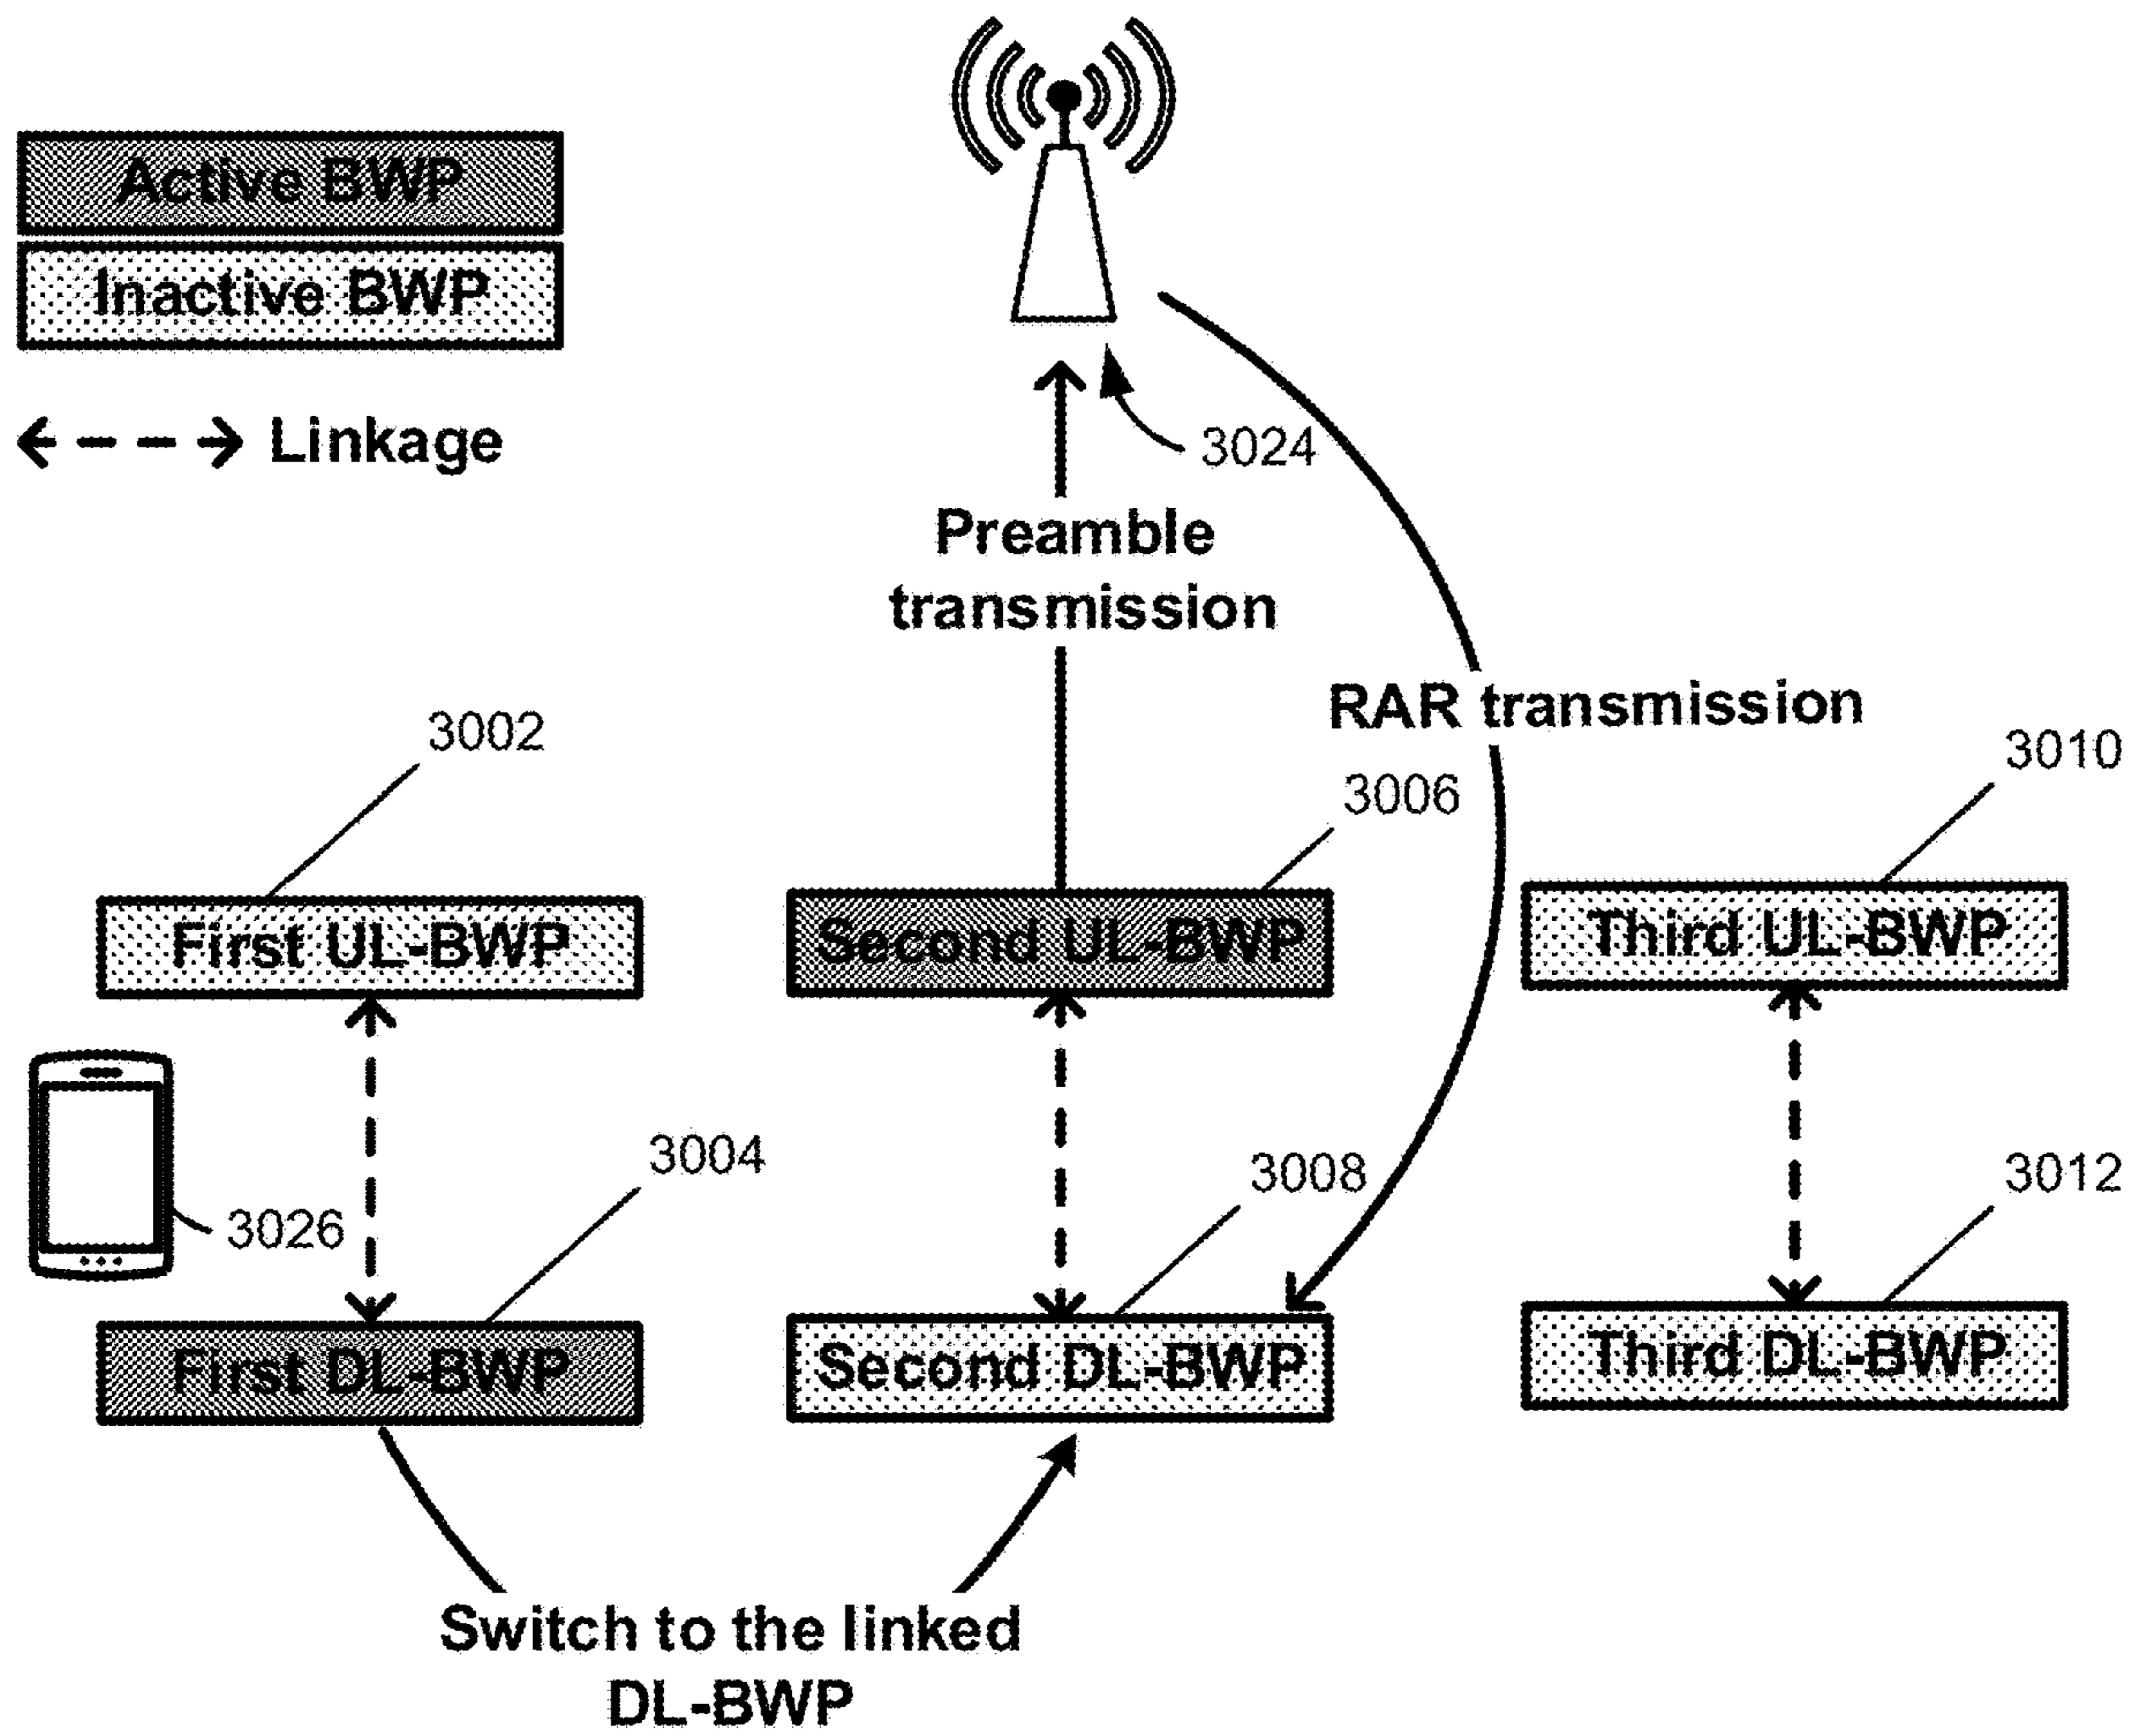 Active BWP
Inactive BWP
Linkage
3024
Preamble
transmission
RAR transmission
3002
3006
3010
First UL-BWP
Second UL-BWP
Third UL-BWP
3026
3004
3008
3012
First DL-BWP
Second DL-BWP
Third DL-BWP
Switch to the linked
DL-BWP